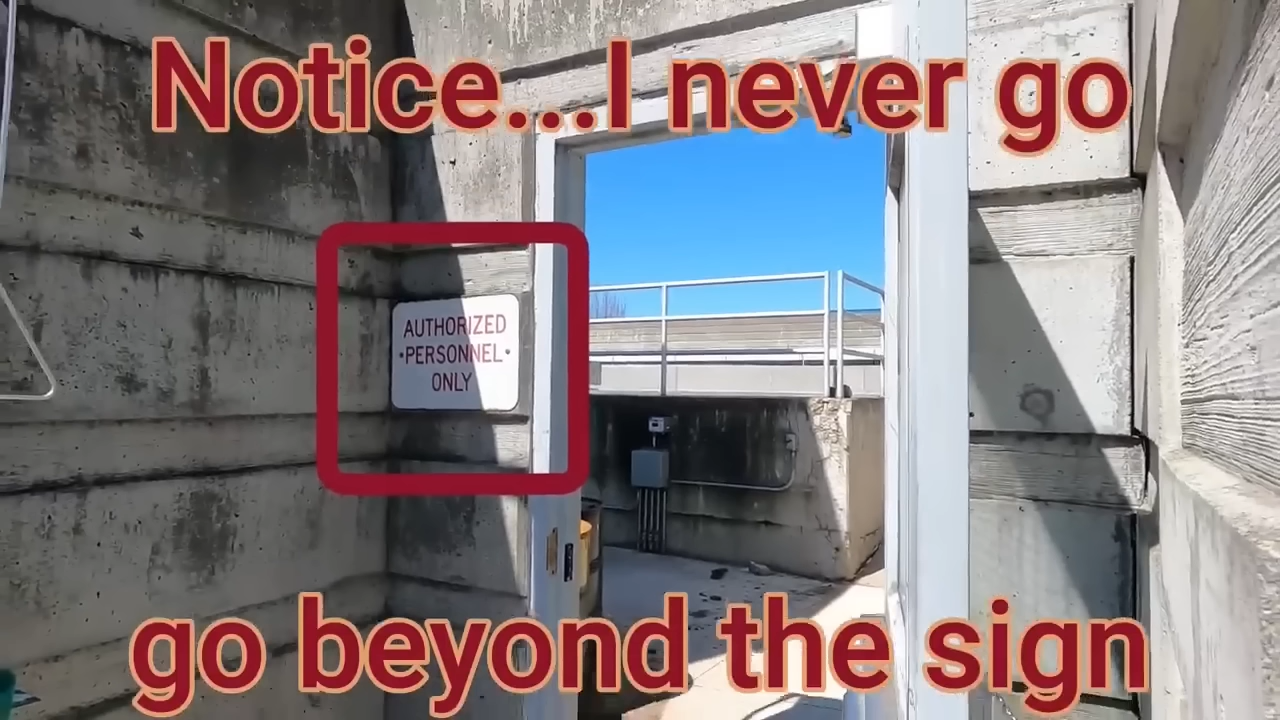 Notice...I never go
AUTHORIZED
•PERSONNEL•
ONLY
go beyond the sign